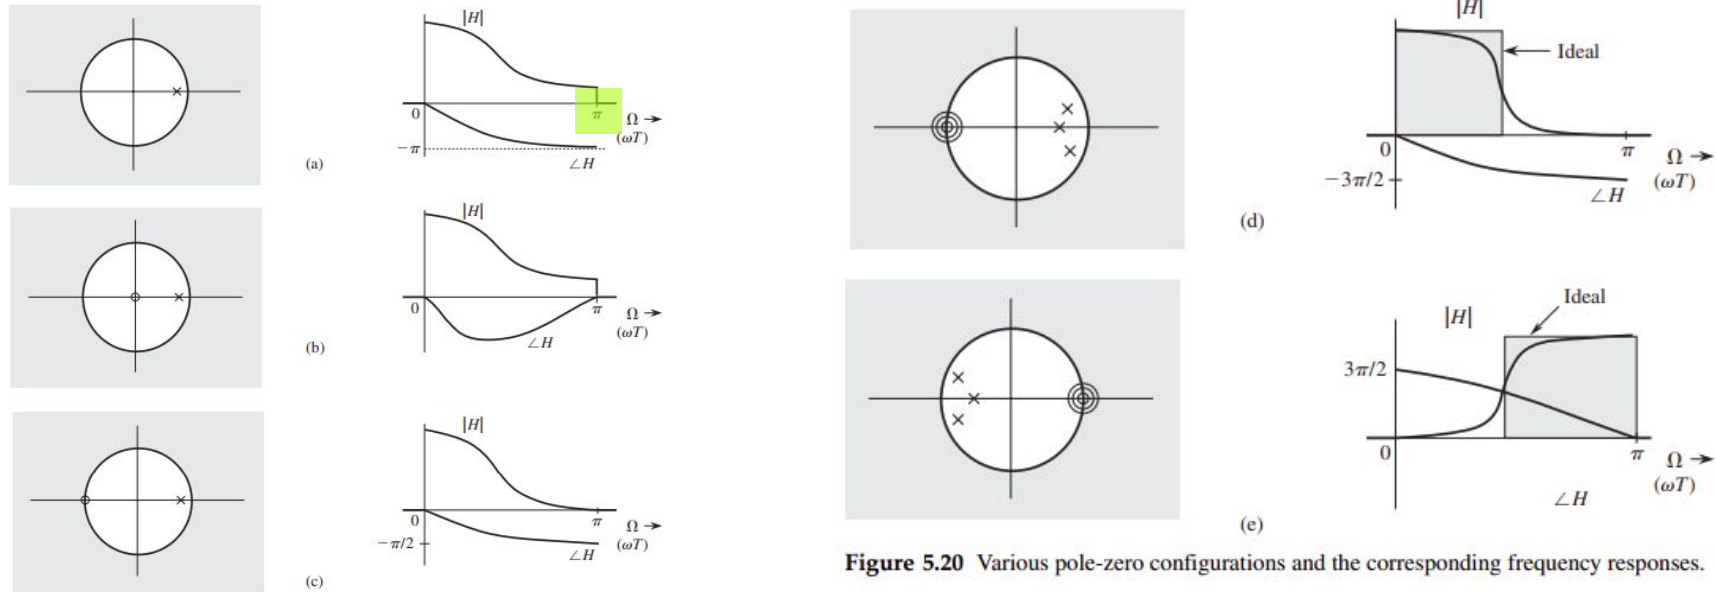 |H|
0
π
Ω →
(ωT)
−π
∠H
(a)
|H|
0
π
Ω →
(ωT)
∠H
(b)
|H|
0
π
Ω →
(ωT)
−π/2
∠H
(c)
|H|
Ideal
0
π
Ω →
(ωT)
−3π/2
∠H
(d)
Ideal
|H|
3π/2
0
π
Ω →
(ωT)
∠H
(e)
Figure 5.20 Various pole-zero configurations and the corresponding frequency responses.